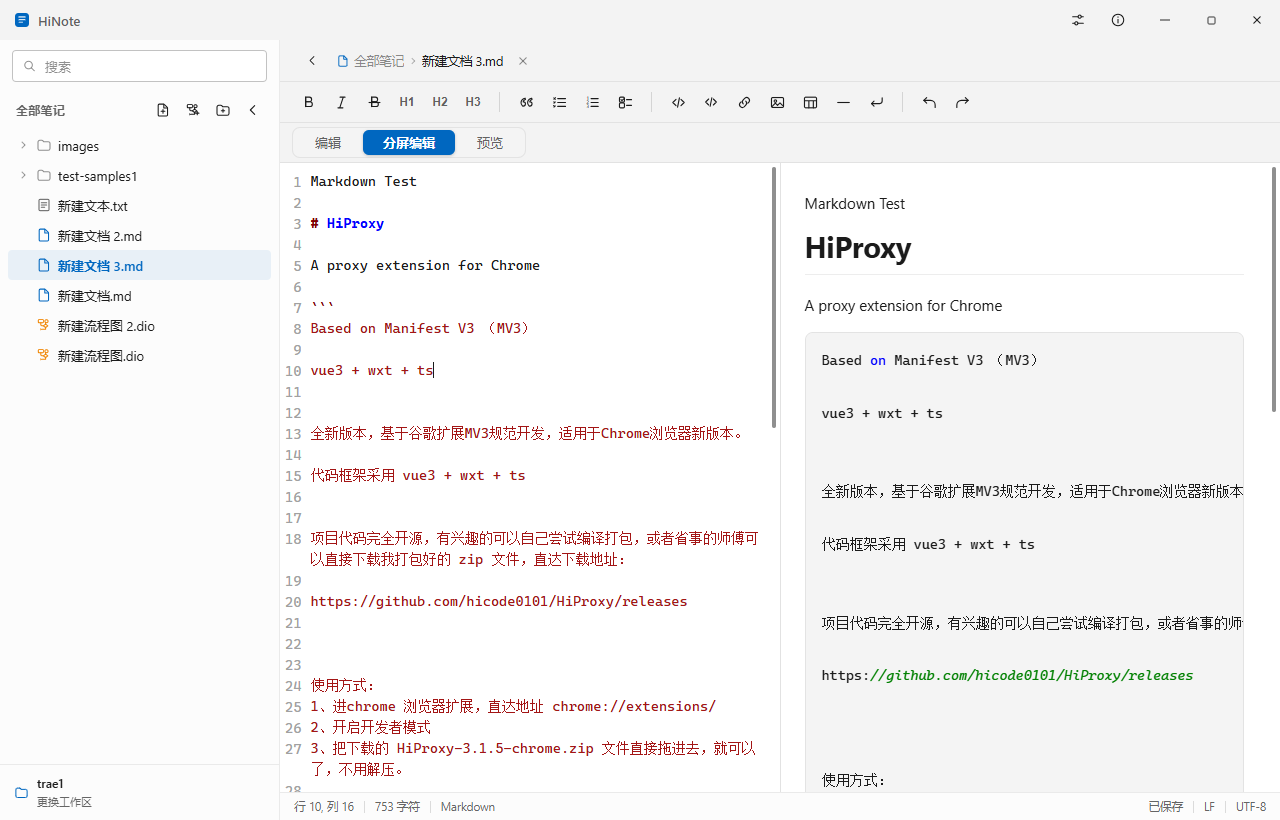 HiNote
搜索
全部笔记
images
test-samples1
新建文本.txt
新建文档 2.md
新建文档 3.md
新建文档.md
新建流程图 2.dio
新建流程图.dio
trae1
更换工作区
全部笔记 › 新建文档 3.md
B I B H1 H2 H3
编辑 分屏编辑 预览
1 Markdown Test
2
3 # HiProxy
4
5 A proxy extension for Chrome
6
7 ```
8 Based on Manifest V3 （MV3）
9
10 vue3 + wxt + ts
11
12
13 全新版本，基于谷歌扩展MV3规范开发，适用于Chrome浏览器新版本。
14
15 代码框架采用 vue3 + wxt + ts
16
17
18 项目代码完全开源，有兴趣的可以自己尝试编译打包，或者省事的师傅可
以直接下载我打包好的 zip 文件，直达下载地址：
19
20 https://github.com/hicode0101/HiProxy/releases
21
22
23
24 使用方式：
25 1、进chrome 浏览器扩展，直达地址 chrome://extensions/
26 2、开启开发者模式
27 3、把下载的 HiProxy-3.1.5-chrome.zip 文件直接拖进去，就可以
了，不用解压。
28
Markdown Test
HiProxy
A proxy extension for Chrome
Based on Manifest V3 （MV3）
vue3 + wxt + ts
全新版本，基于谷歌扩展MV3规范开发，适用于Chrome浏览器新版本
代码框架采用 vue3 + wxt + ts
项目代码完全开源，有兴趣的可以自己尝试编译打包，或者省事的师
https://github.com/hicode0101/HiProxy/releases
使用方式：
行 10, 列 16 753 字符 Markdown
已保存 LF UTF-8